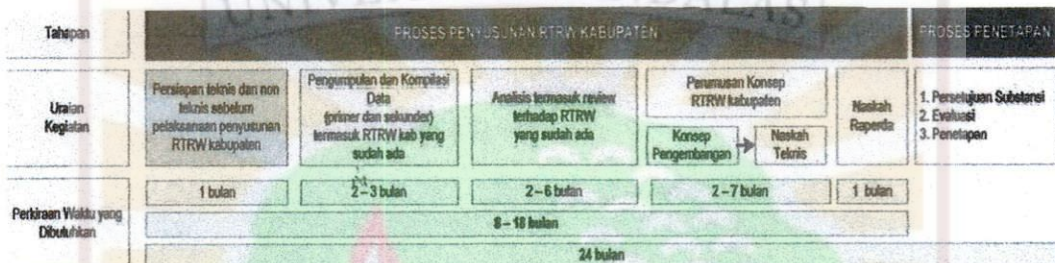 UNIVERSITAS ANDALAS
Tahapan
PROSES PENYUSUNAN RTRW KABUPATEN
PROSES PENETAPAN
Uraian
Kegiatan
Persiapan teknis dan non
teknis sebelum
pelaksanaan penyusunan
RTRW kabupaten
Pengumpulan dan Kompilasi
Data
(primer dan sekunder)
termasuk RTRW kab yang
sudah ada
Analisis termasuk review
terhadap RTRW
yang sudah ada
Perumusan Konsep
RTRW kabupaten
Konsep
Pengembangan
Naskah
Teknis
Naskah
Raperda
1. Persetujuan Substansi
2. Evaluasi
3. Penetapan
Perkiraan Waktu yang
Dibutuhkan
1 bulan
2 – 3 bulan
2 – 6 bulan
2 – 7 bulan
1 bulan
8 – 18 bulan
24 bulan